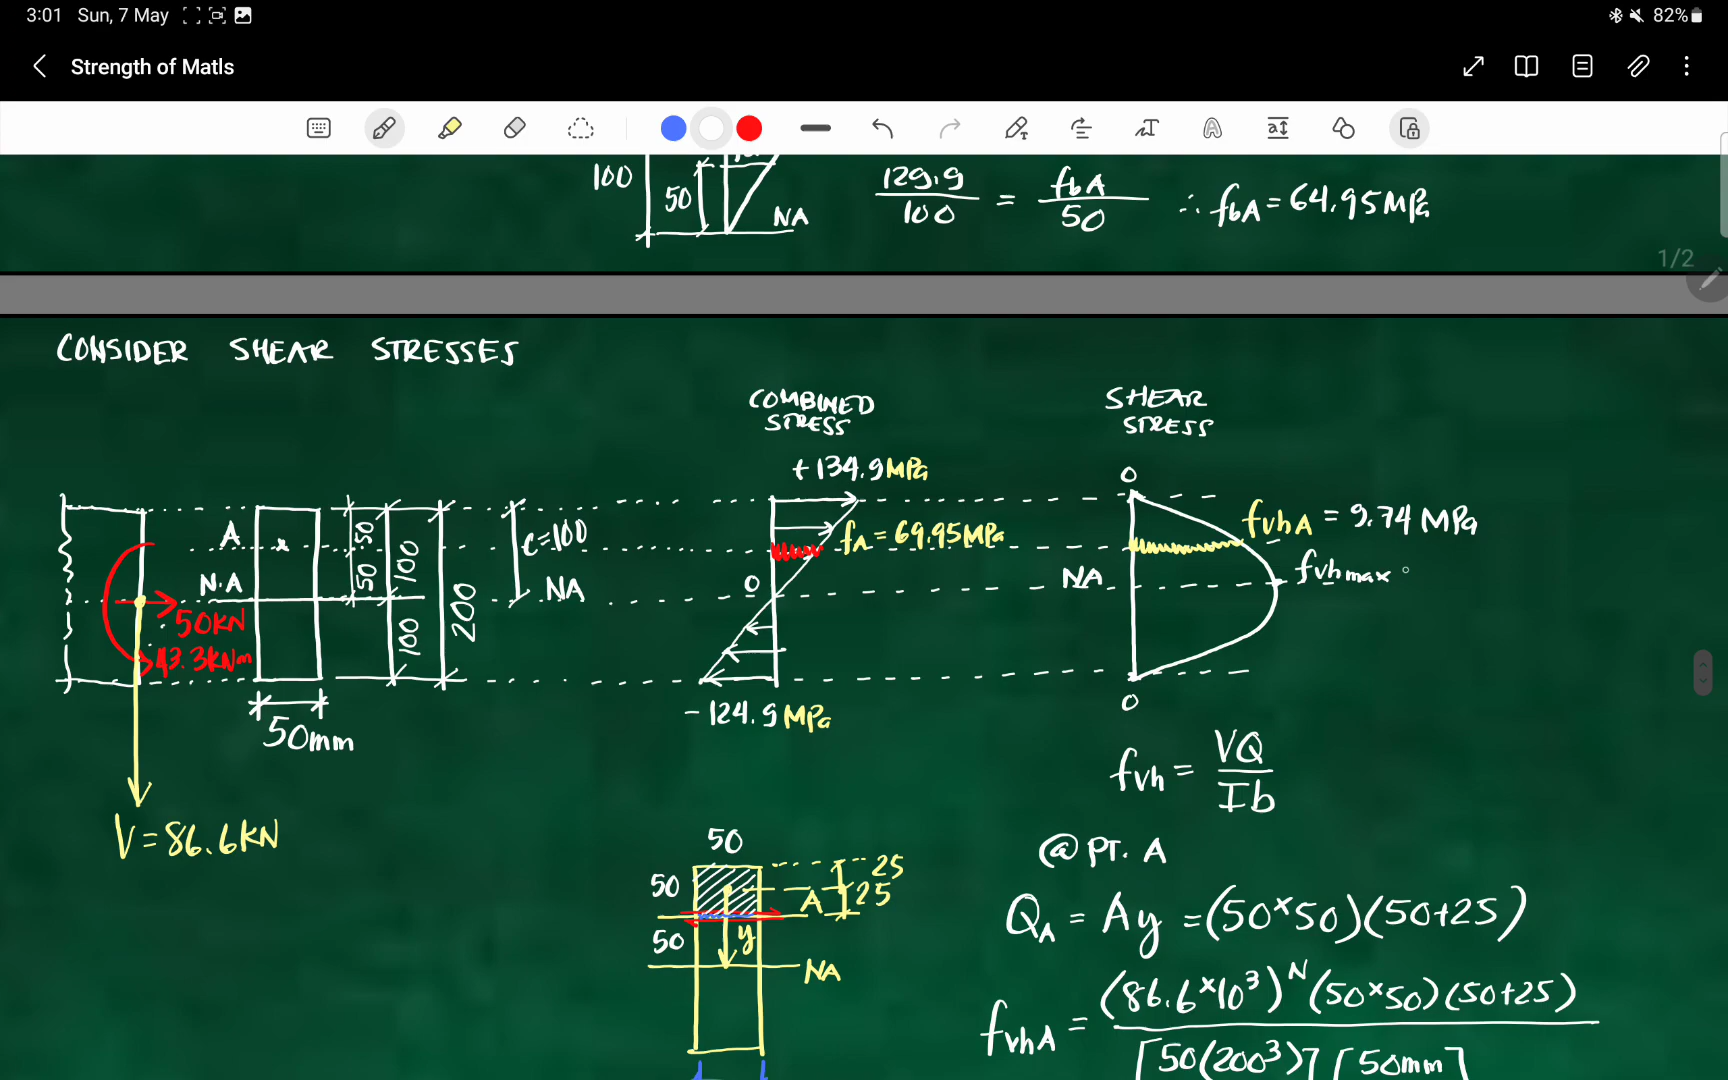 3:01 Sun, 7 May 82%
Strength of Matls
100
50
NA
129.9/100 = fbA/50 ∴ fbA = 64.95MPa
1/2
CONSIDER SHEAR STRESSES
COMBINED
STRESS
SHEAR
STRESS
+134.9MPa
0
A
50
100
c=100
fA = 69.95MPa
fvhA = 9.74 MPa
N.A
50
NA
0
NA
fvhmax
50KN
43.3kNm
100
200
50mm
-124.9MPa
0
fvh = VQ/Ib
V=86.6KN
50
25
@ PT. A
50
A
25
QA = Ay = (50×50)(50+25)
50
y
NA
fvhA = (86.6×10³)ᴺ(50×50)(50+25)
[50(200³)] [50mm]